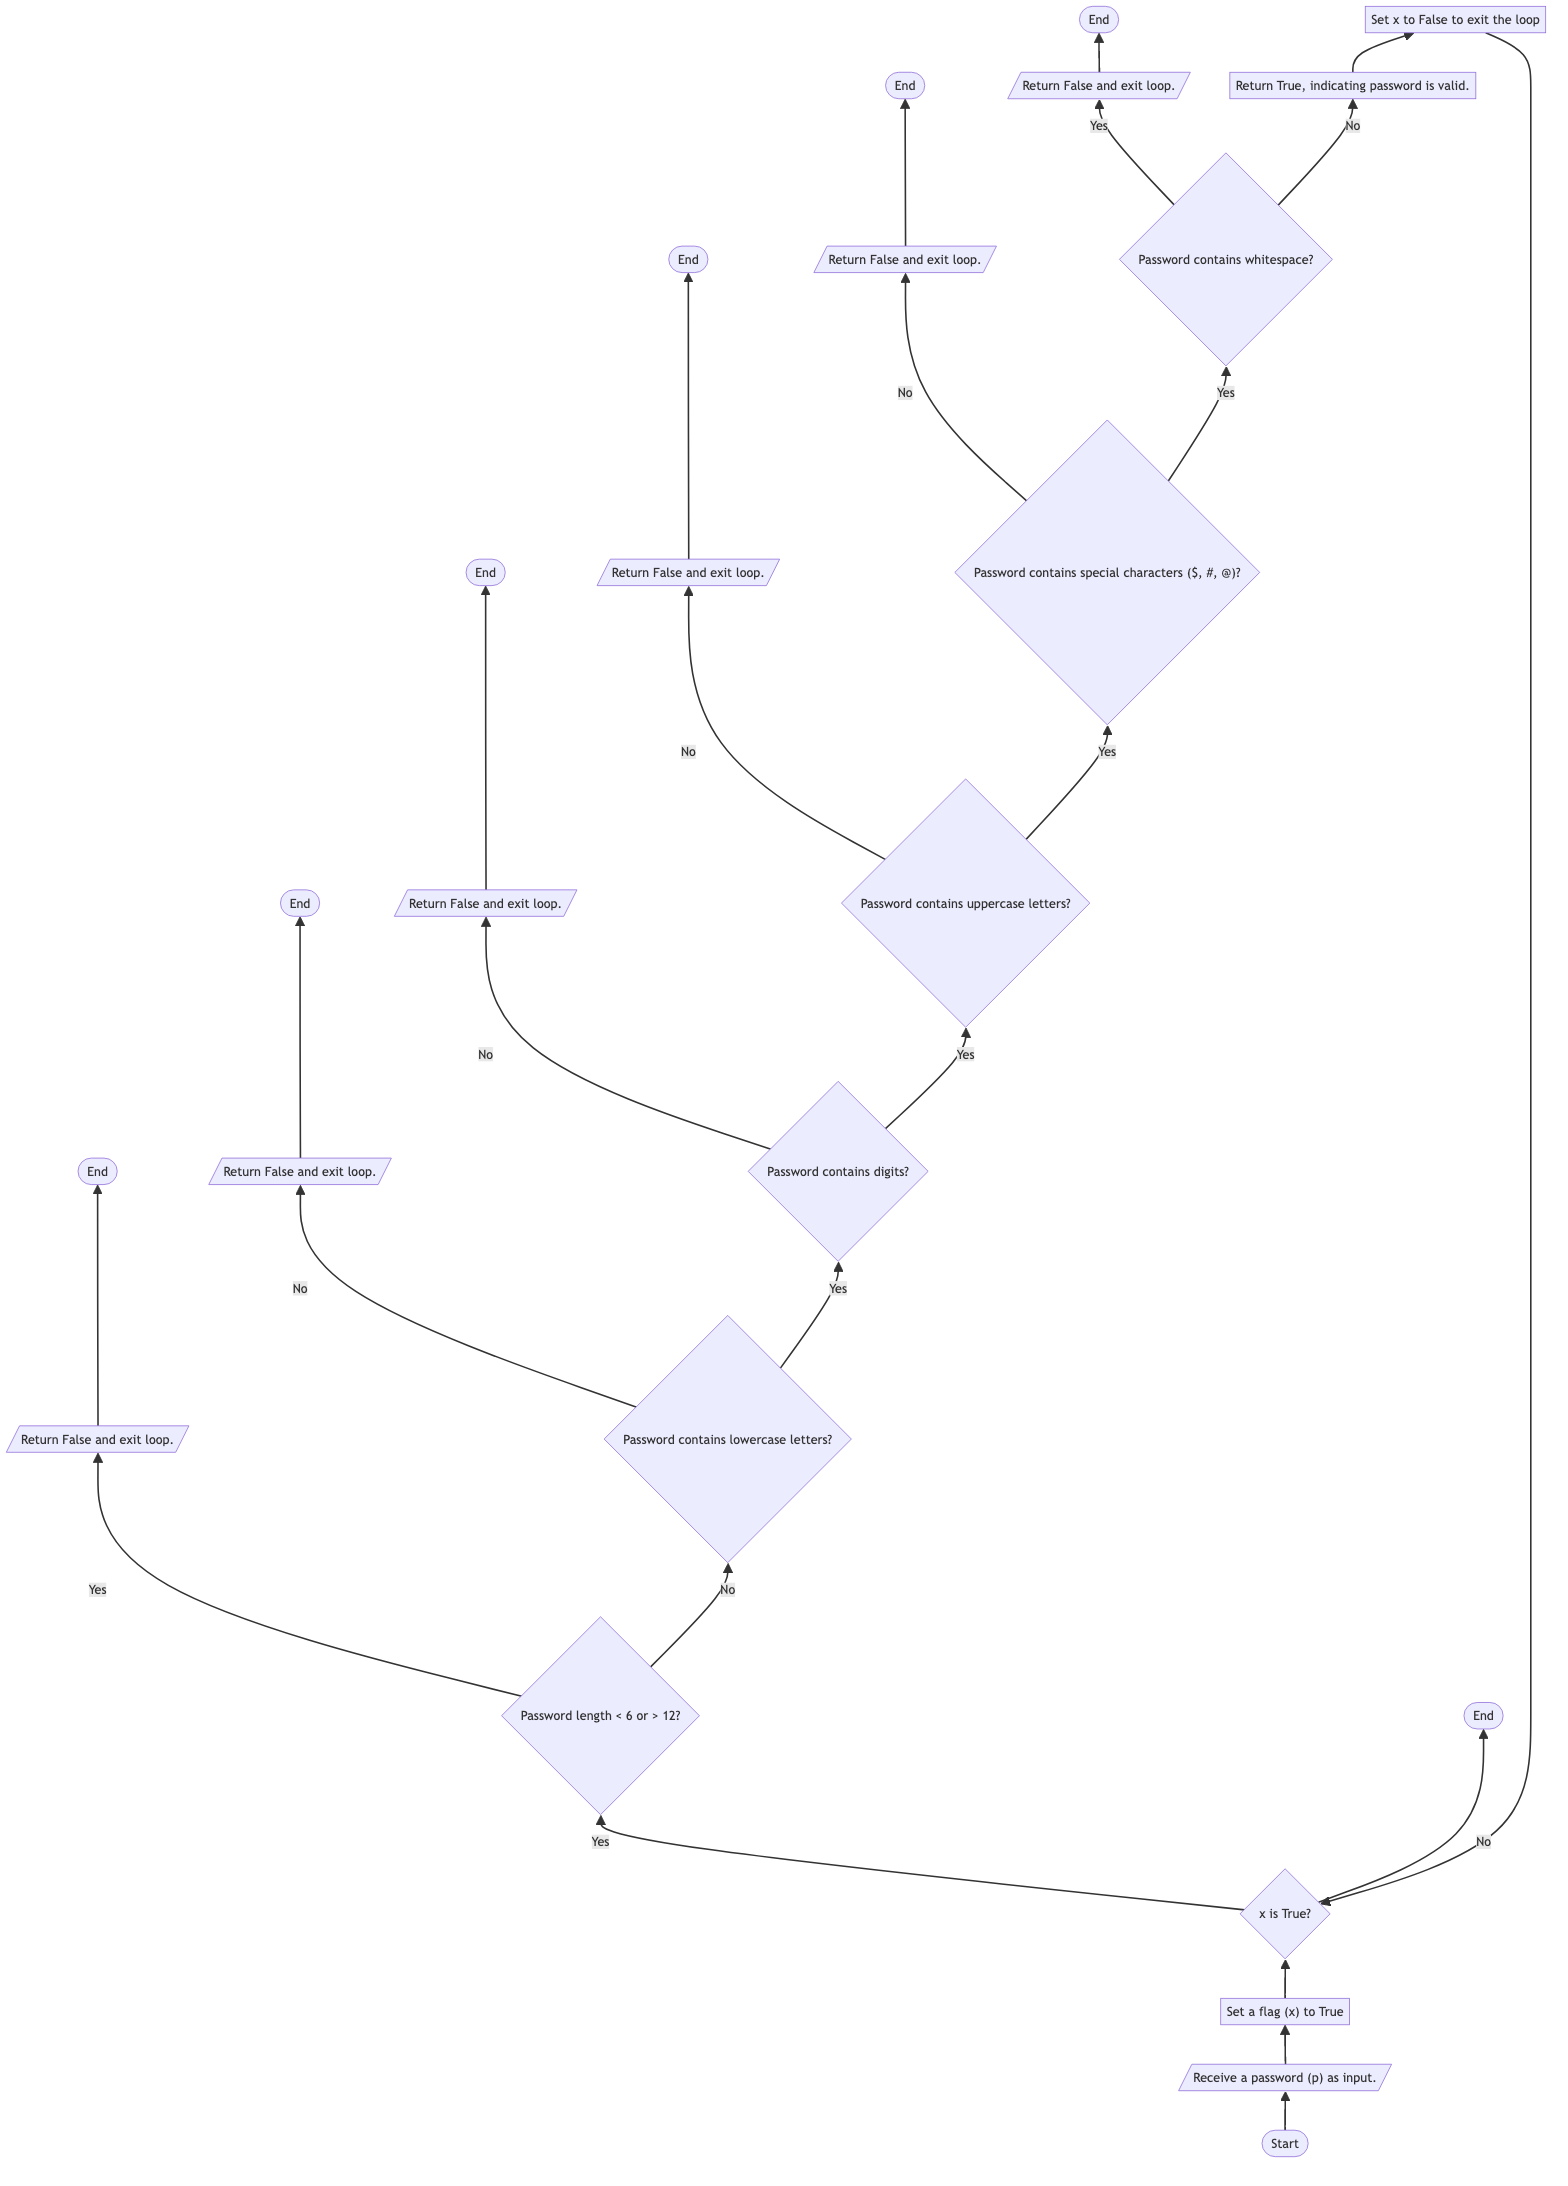 End
Set x to False to exit the loop
End
Return False and exit loop.
Return True, indicating password is valid.
Yes
No
End
Return False and exit loop.
Password contains whitespace?
No
Yes
End
Return False and exit loop.
Password contains special characters ($, #, @)?
No
Yes
End
Return False and exit loop.
Password contains uppercase letters?
No
Yes
End
Return False and exit loop.
Password contains digits?
No
Yes
Return False and exit loop.
Password contains lowercase letters?
Yes
No
Password length < 6 or > 12?
End
Yes
No
x is True?
Set a flag (x) to True
Receive a password (p) as input.
Start